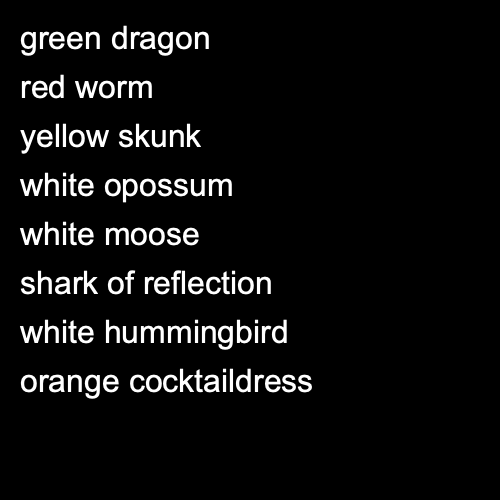 green dragon
red worm
yellow skunk
white opossum
white moose
shark of reflection
white hummingbird
orange cocktaildress